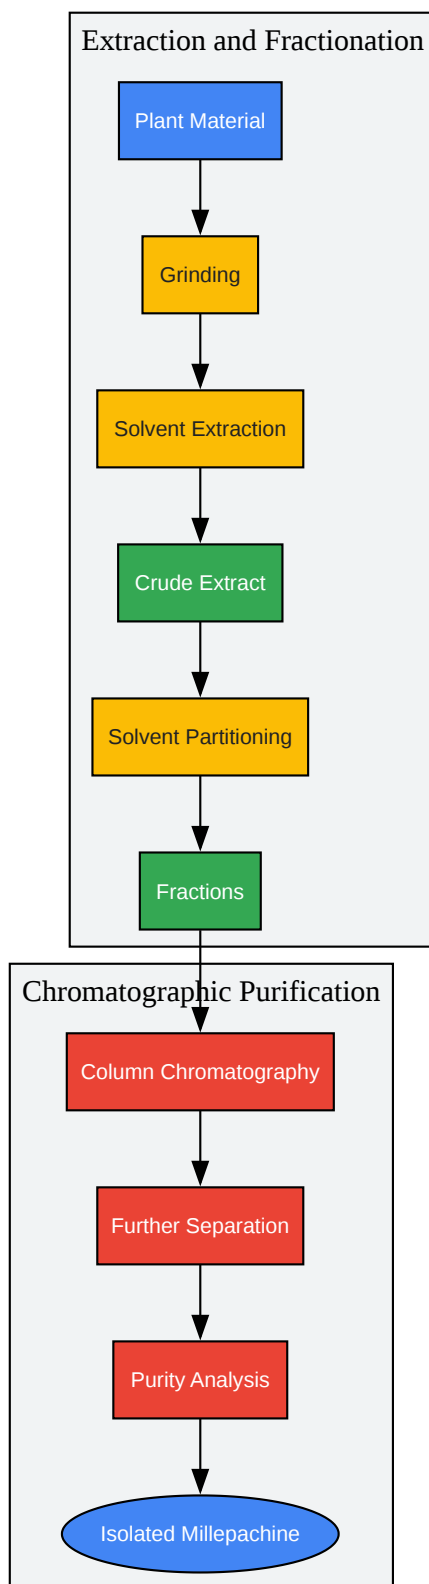 Extraction and Fractionation
Plant Material
Grinding
Solvent Extraction
Crude Extract
Solvent Partitioning
Fractions
Chromatographic Purification
Column Chromatography
Further Separation
Purity Analysis
Isolated Millepachine